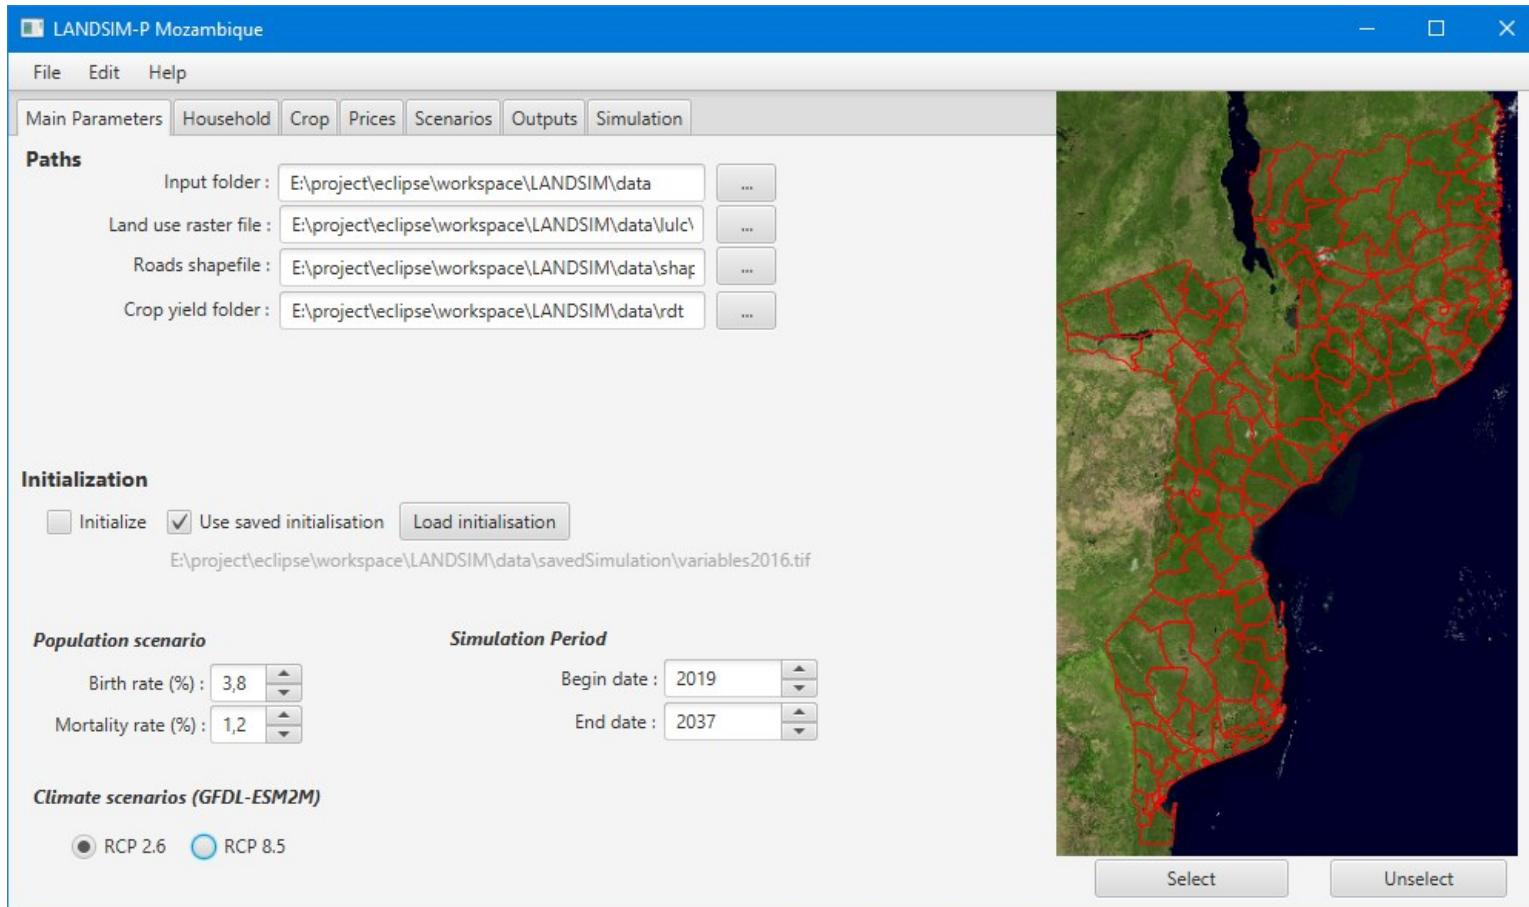 LANDSIM-P Mozambique
File Edit Help
Main Parameters Household Crop Prices Scenarios Outputs Simulation
Paths
Input folder : E:\project\eclipse\workspace\LANDSIM\data ...
Land use raster file : E:\project\eclipse\workspace\LANDSIM\data\lulc\ ...
Roads shapefile : E:\project\eclipse\workspace\LANDSIM\data\shap ...
Crop yield folder : E:\project\eclipse\workspace\LANDSIM\data\rdt ...
Initialization
Initialize Use saved initialisation Load initialisation
E:\project\eclipse\workspace\LANDSIM\data\savedSimulation\variables2016.tif
Population scenario Simulation Period
Birth rate (%) : 3,8 Begin date : 2019
Mortality rate (%) : 1,2 End date : 2037
Climate scenarios (GFDL-ESM2M)
RCP 2.6 RCP 8.5
Select Unselect